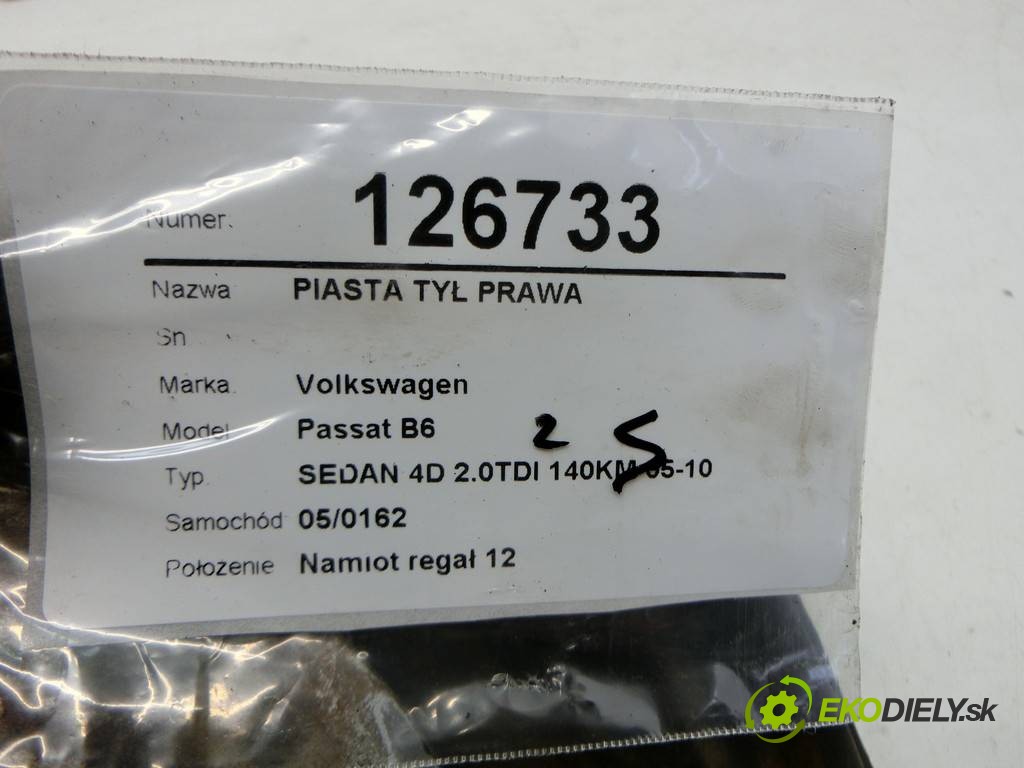 Numer. 126733
Nazwa PIASTA TYŁ PRAWA
Sn
Marka. Volkswagen
Model Passat B6 2 5
Typ. SEDAN 4D 2.0TDI 140KM 05-10
Samochód 05/0162
Położenie Namiot regał 12
EKODIELY.sk